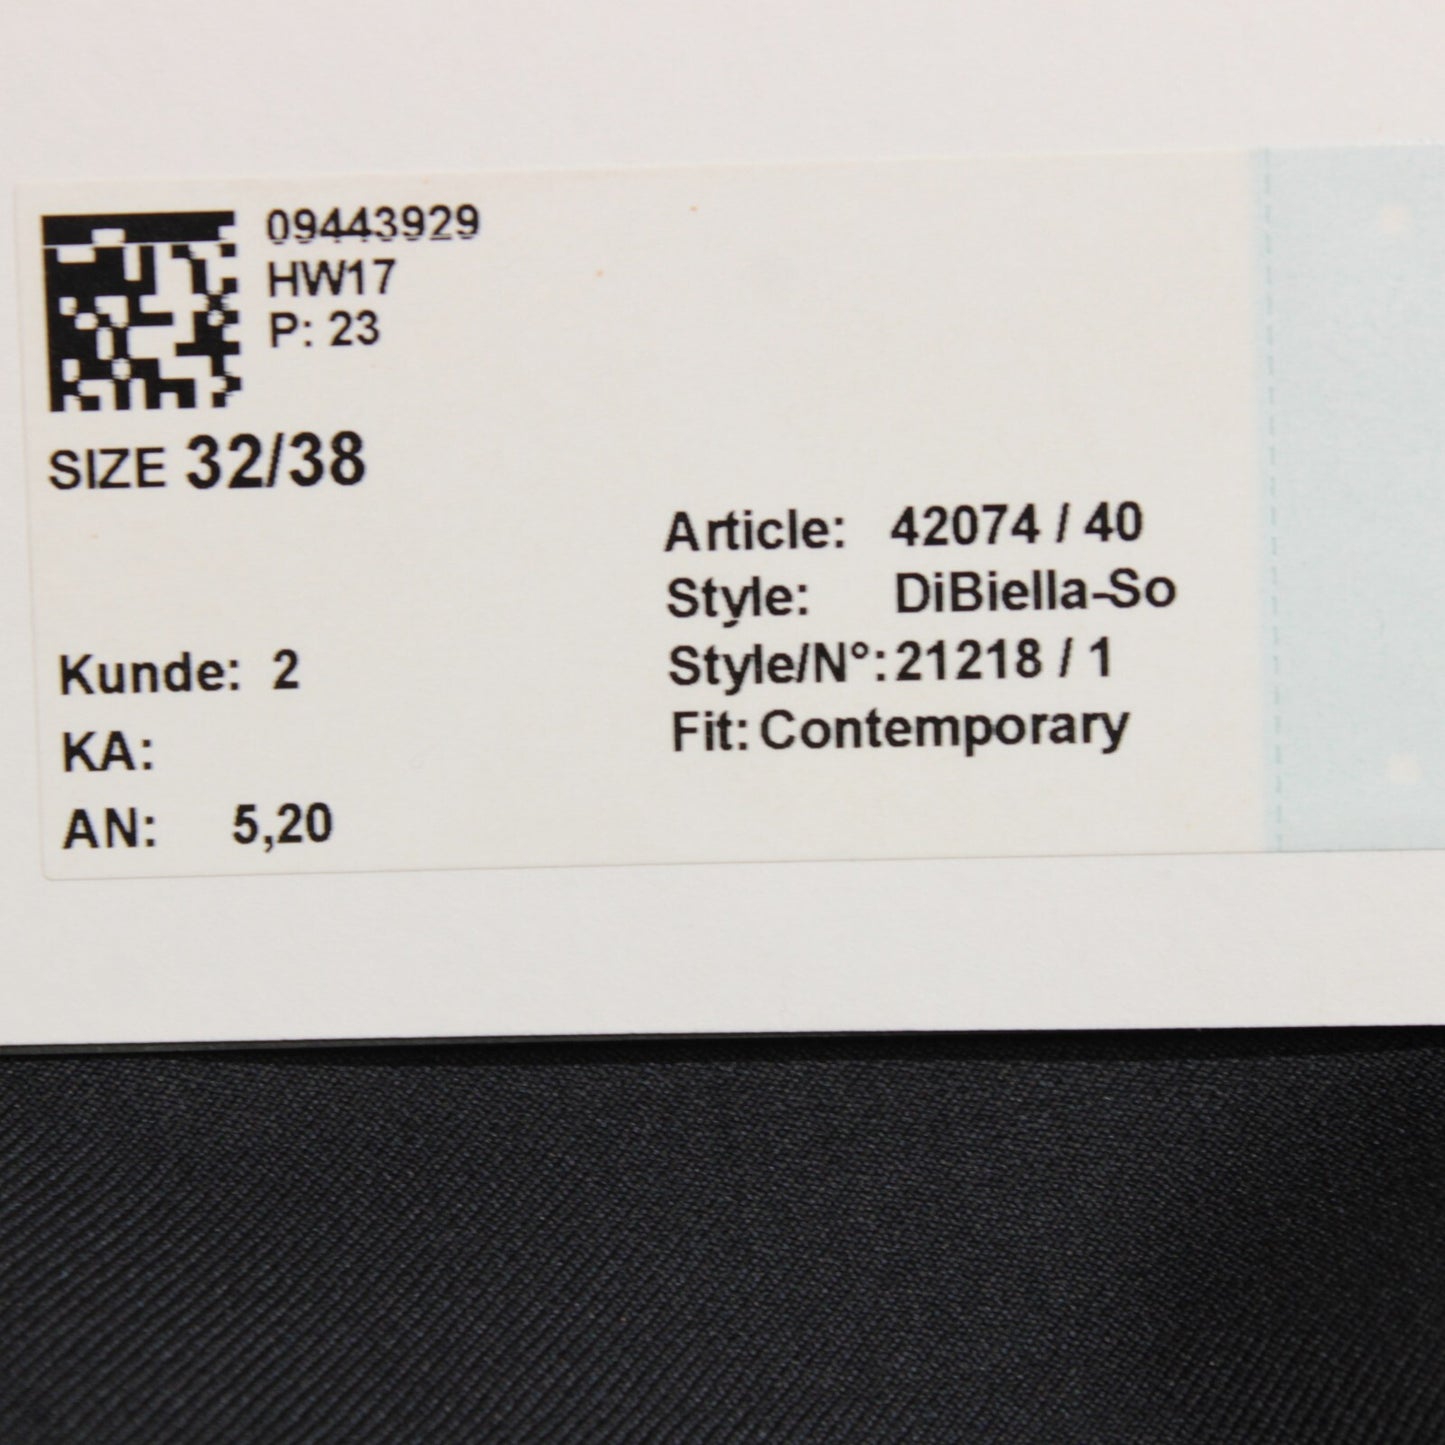 09443929
HW17
P: 23
SIZE 32/38
Article: 42074 / 40
Style: DiBiella-So
Style/N°: 21218 / 1
Fit: Contemporary
Kunde: 2
KA:
AN: 5,20